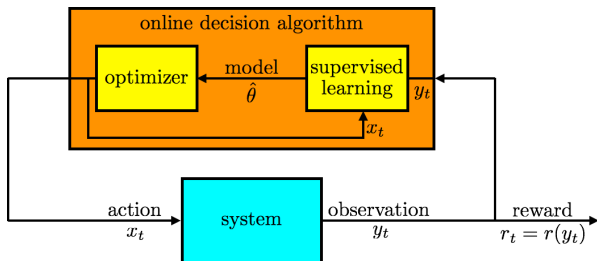 online decision algorithm
optimizer
model
θ̂
supervised
learning
y_t
x_t
action
x_t
system
observation
y_t
reward
r_t = r(y_t)